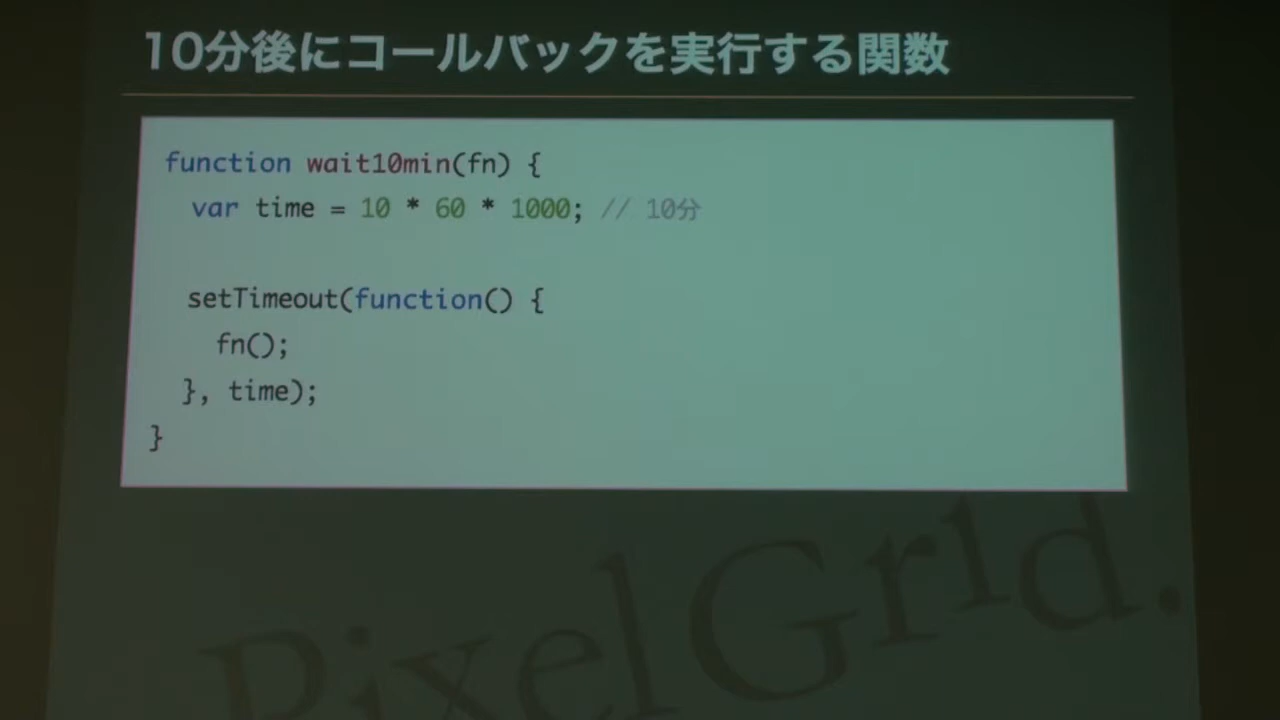 10分後にコールバックを実行する関数
function wait10min(fn) {
var time = 10 * 60 * 1000; // 10分
setTimeout(function() {
fn();
}, time);
}
PixelGrid.